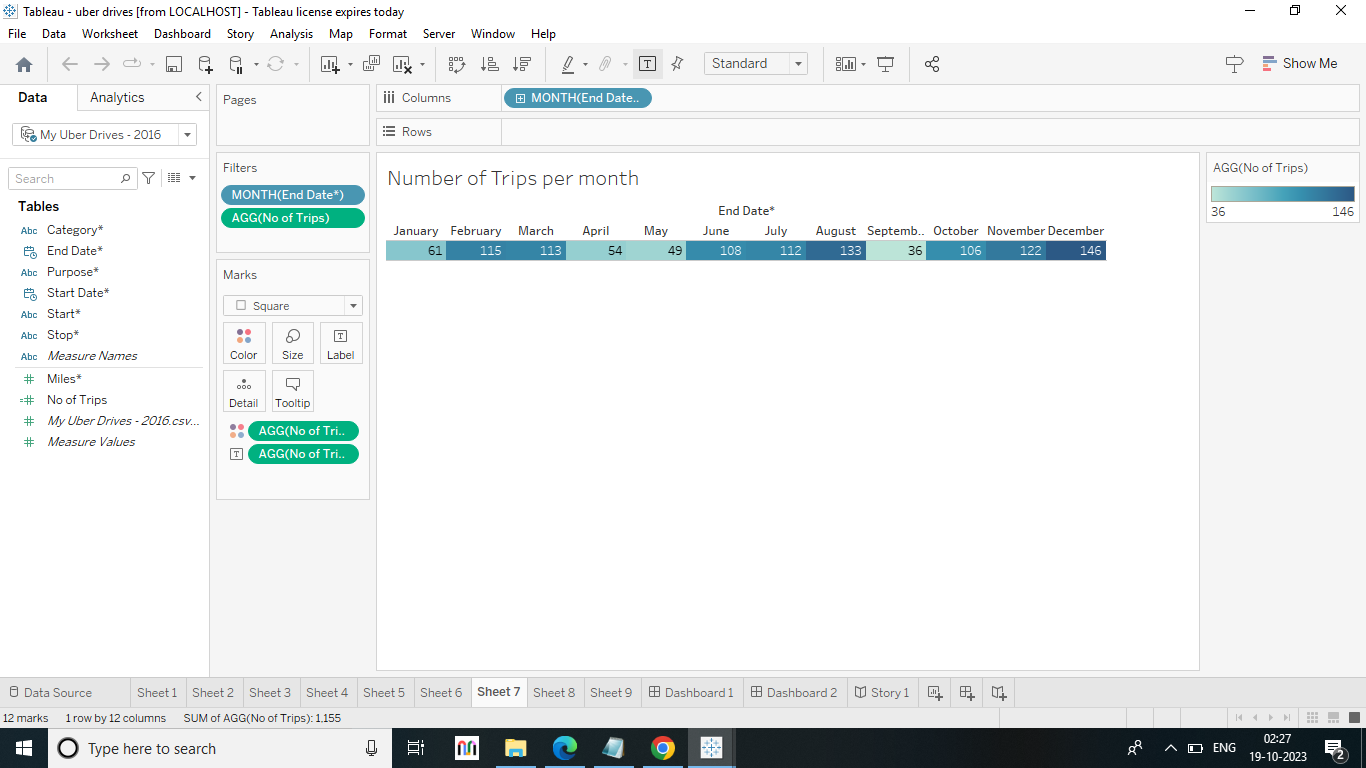 Tableau - uber drives [from LOCALHOST] - Tableau license expires today
File Data Worksheet Dashboard Story Analysis Map Format Server Window Help
Standard
Show Me
Data Analytics
My Uber Drives - 2016
Search
Tables
Abc Category*
End Date*
Abc Purpose*
Start Date*
Abc Start*
Abc Stop*
Abc Measure Names
# Miles*
=# No of Trips
# My Uber Drives - 2016.csv...
# Measure Values
Pages
Filters
MONTH(End Date*)
AGG(No of Trips)
Marks
Square
Color Size Label
Detail Tooltip
AGG(No of Tri..
AGG(No of Tri..
Columns MONTH(End Date..
Rows
Number of Trips per month
End Date*
January February March April May June July August Septemb.. October November December
61 115 113 54 49 108 112 133 36 106 122 146
AGG(No of Trips)
36 146
Data Source Sheet 1 Sheet 2 Sheet 3 Sheet 4 Sheet 5 Sheet 6 Sheet 7 Sheet 8 Sheet 9 Dashboard 1 Dashboard 2 Story 1
12 marks 1 row by 12 columns SUM of AGG(No of Trips): 1,155
Type here to search
ENG
02:27
19-10-2023
2